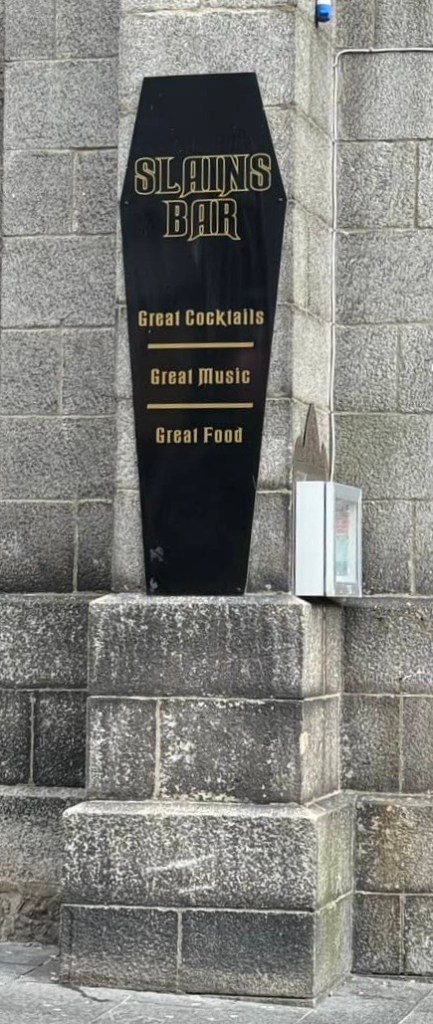 SLAINS
BAR
Great Cocktails
Great Music
Great Food